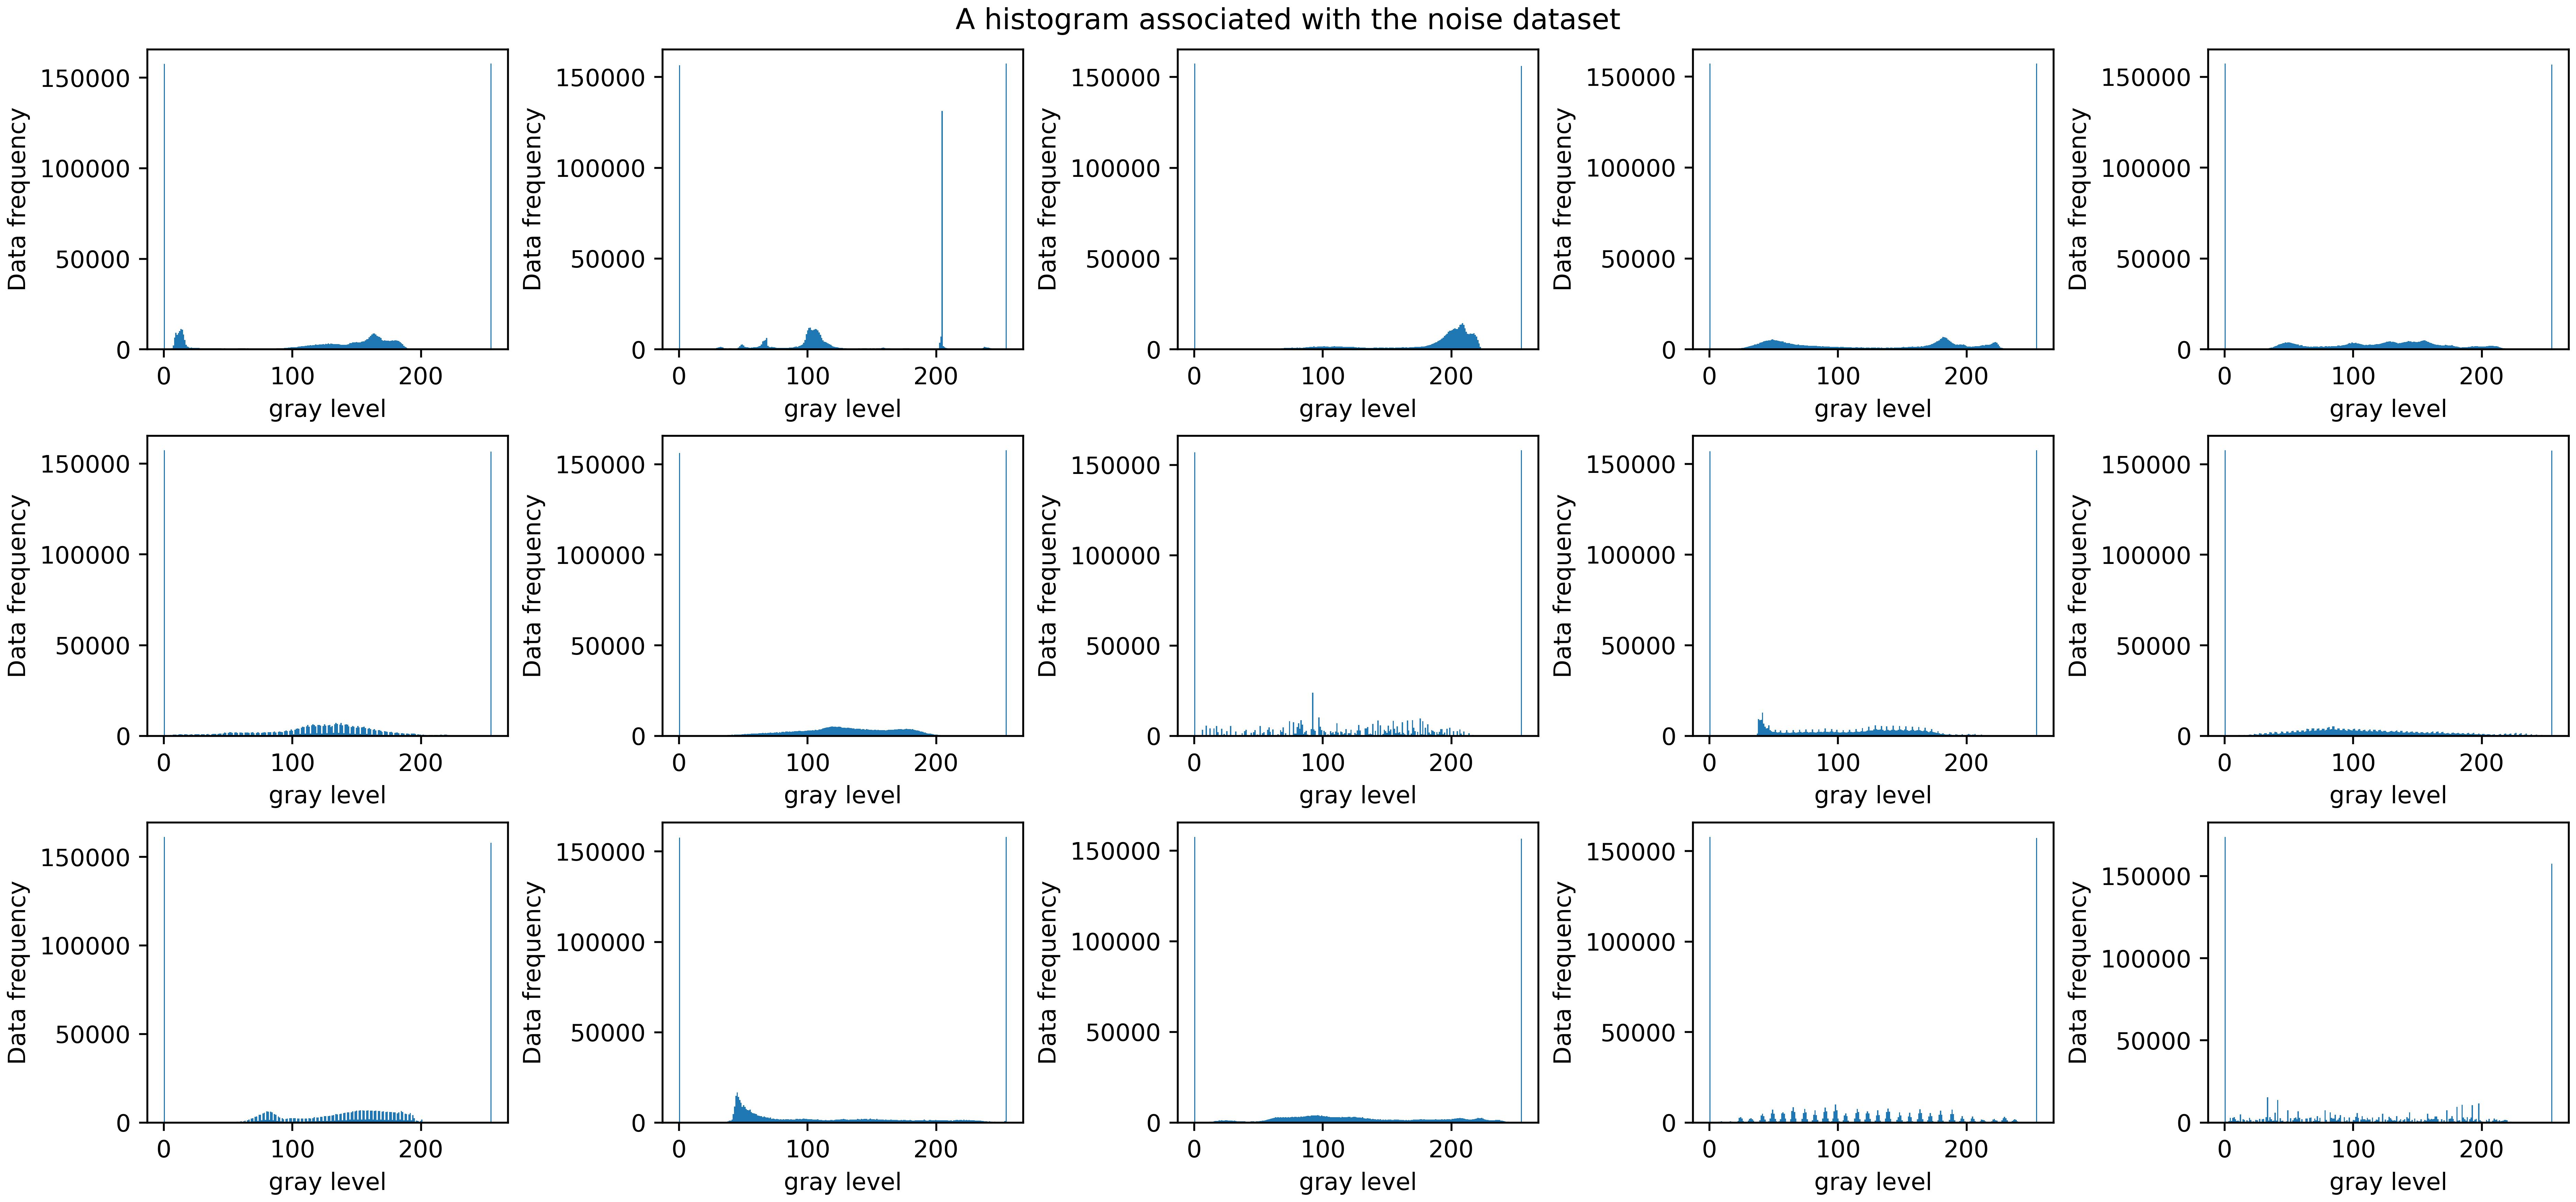 A histogram associated with the noise dataset
150000 150000 150000 150000 150000
100000 100000 100000 100000 100000
50000 50000 50000 50000 50000
0 0 0 0 0
Data frequency Data frequency Data frequency Data frequency Data frequency
0 100 200 0 100 200 0 100 200 0 100 200 0 100 200
gray level gray level gray level gray level gray level
150000 150000 150000 150000 150000
100000 100000 100000 100000 100000
50000 50000 50000 50000 50000
0 0 0 0 0
Data frequency Data frequency Data frequency Data frequency Data frequency
0 100 200 0 100 200 0 100 200 0 100 200 0 100 200
gray level gray level gray level gray level gray level
150000 150000 150000 150000 150000
100000 100000 100000 100000 100000
50000 50000 50000 50000 50000
0 0 0 0 0
Data frequency Data frequency Data frequency Data frequency Data frequency
0 100 200 0 100 200 0 100 200 0 100 200 0 100 200
gray level gray level gray level gray level gray level